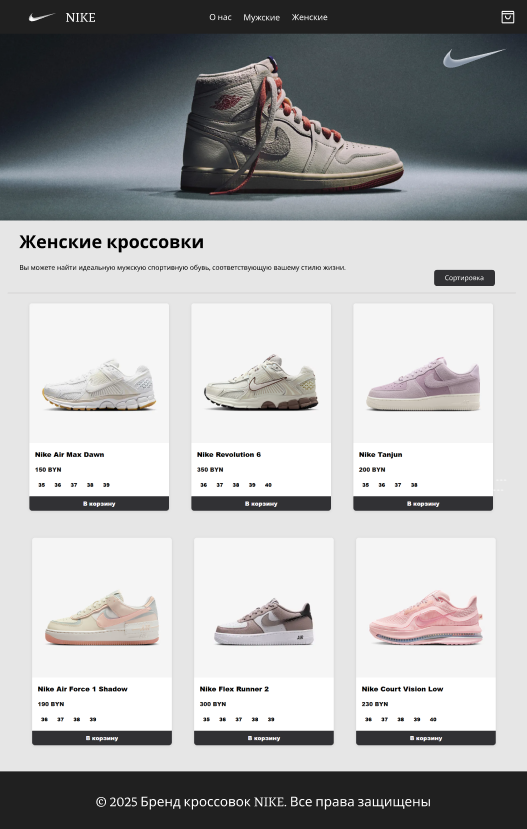 NIKE
О нас Мужские Женские
Женские кроссовки
Вы можете найти идеальную мужскую спортивную обувь, соответствующую вашему стилю жизни.
Сортировка
Nike Air Max Dawn
150 BYN
35 36 37 38 39
В корзину
Nike Revolution 6
350 BYN
36 37 38 39 40
В корзину
Nike Tanjun
200 BYN
35 36 37 38
В корзину
Nike Air Force 1 Shadow
190 BYN
36 37 38 39
В корзину
Nike Flex Runner 2
300 BYN
35 36 37 38 39
В корзину
Nike Court Vision Low
230 BYN
36 37 38 39 40
В корзину
© 2025 Бренд кроссовок NIKE. Все права защищены